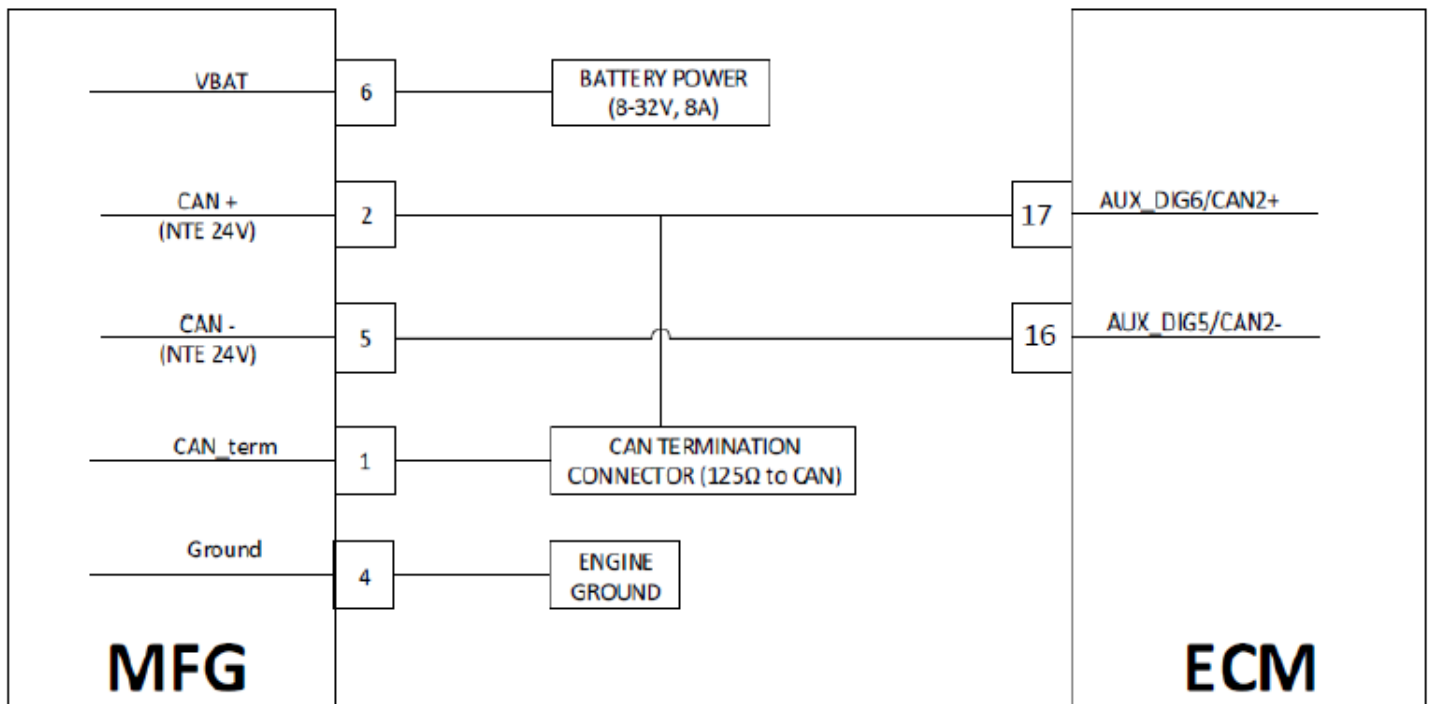 VBAT
6
BATTERY POWER
(8-32V, 8A)
CAN +
(NTE 24V)
2
17
AUX_DIG6/CAN2+
CAN -
(NTE 24V)
5
16
AUX_DIG5/CAN2-
CAN_term
1
CAN TERMINATION
CONNECTOR (125Ω to CAN)
Ground
4
ENGINE
GROUND
MFG
ECM